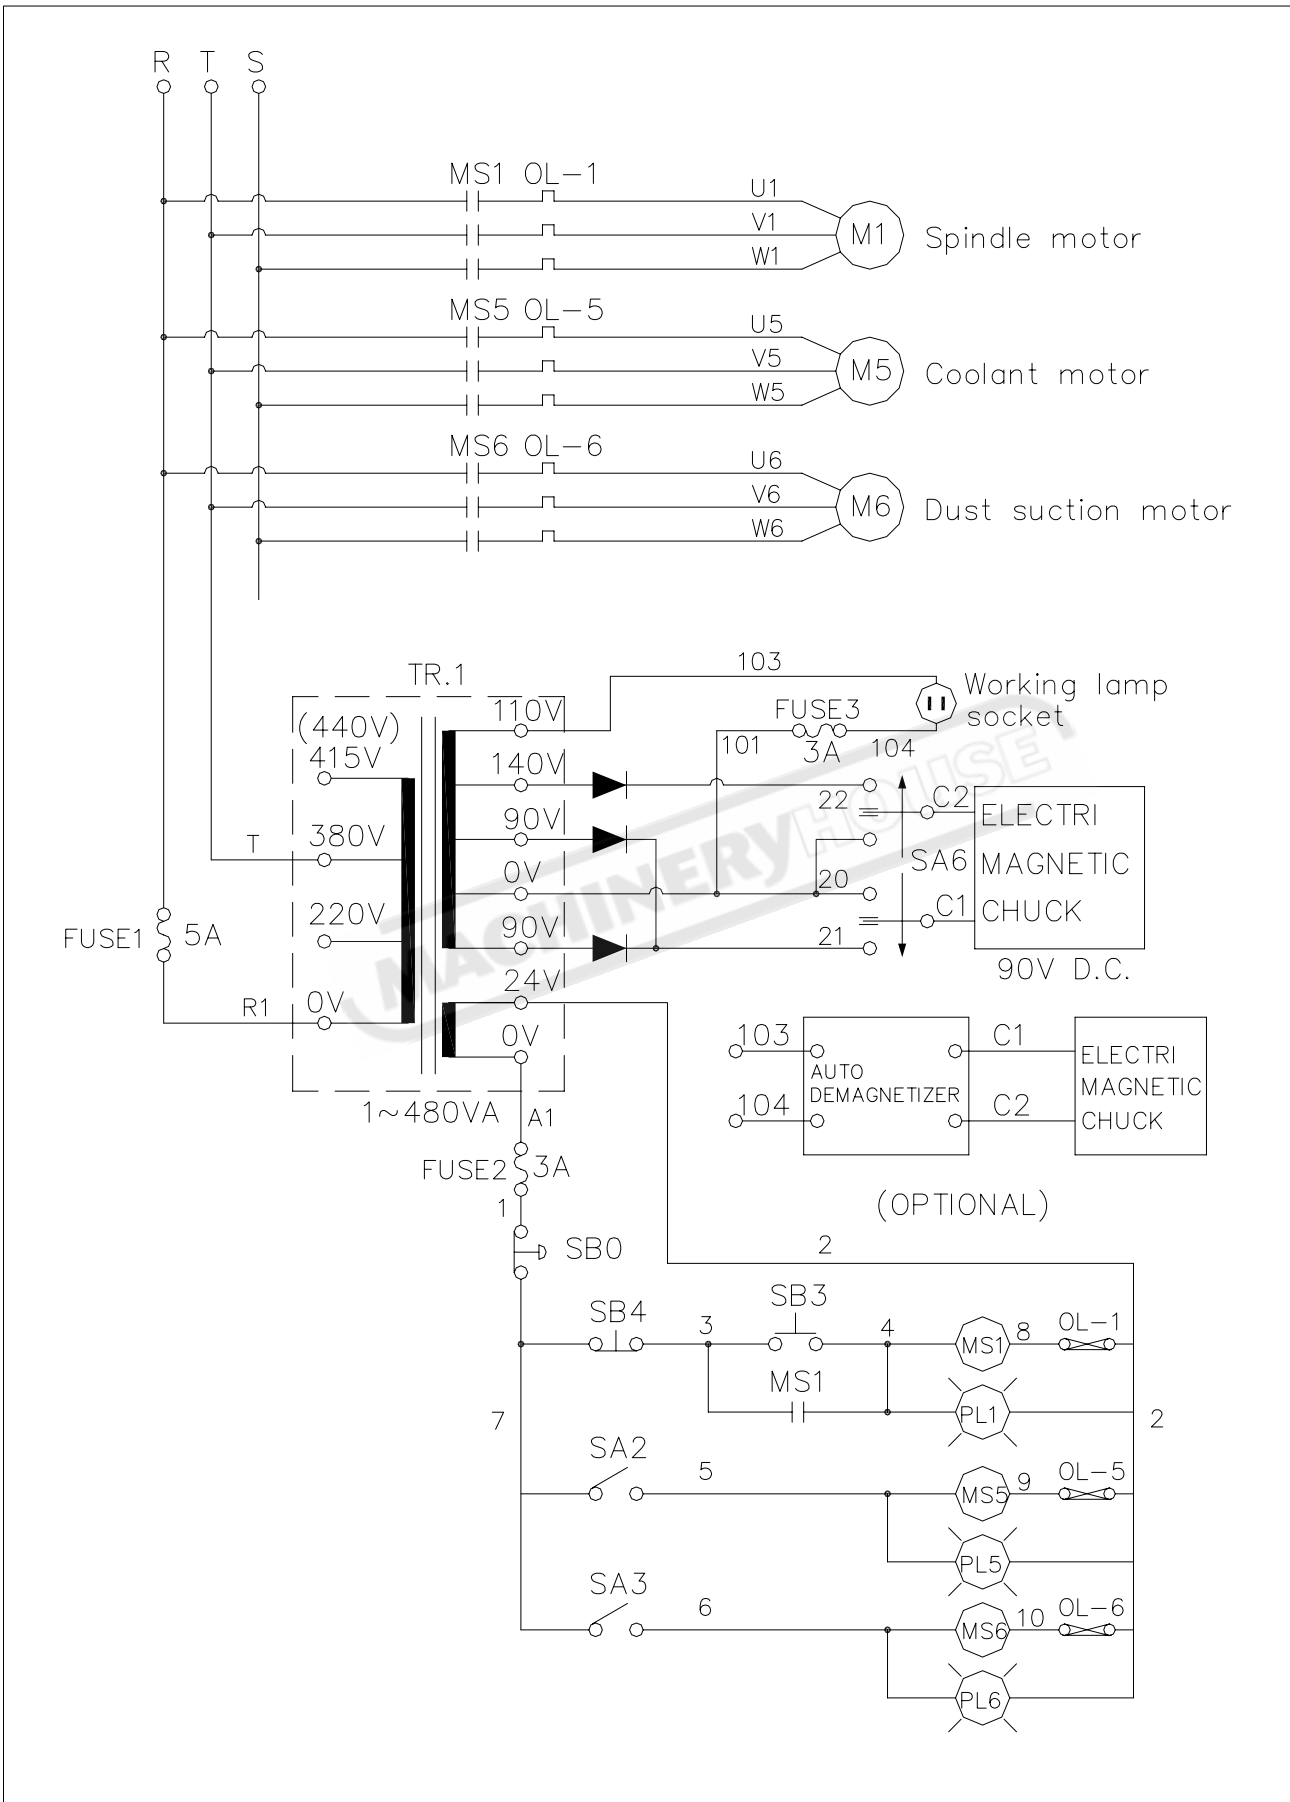 R T S
MS1 OL-1
U1
V1
W1
M1
Spindle motor
MS5 OL-5
U5
V5
W5
M5
Coolant motor
MS6 OL-6
U6
V6
W6
M6
Dust suction motor
TR.1
103
Working lamp
socket
(440V)
415V
110V
FUSE3
3A
101
104
140V
22
C2
ELECTRI
MAGNETIC
CHUCK
T
380V
90V
SA6
0V
20
220V
90V
21
C1
90V D.C.
FUSE1
5A
R1
0V
24V
0V
MACHINERYHOUSE
1~480VA
A1
103
104
AUTO
DEMAGNETIZER
C1
C2
ELECTRI
MAGNETIC
CHUCK
(OPTIONAL)
FUSE2
3A
1
SB0
2
SB4
3
SB3
4
MS1
8
OL-1
MS1
PL1
7
2
SA2
5
MS5
9
OL-5
PL5
SA3
6
MS6
10
OL-6
PL6